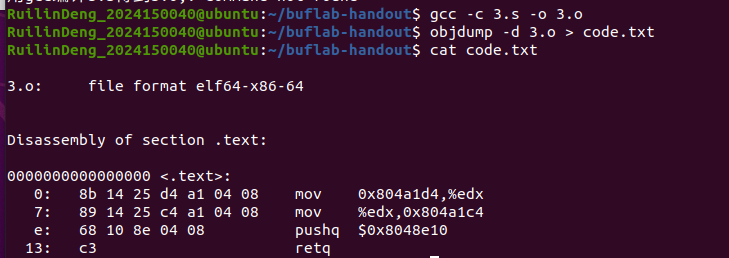 RuilinDeng_2024150040@ubuntu:~/buflab-handout$ gcc -c 3.s -o 3.o
RuilinDeng_2024150040@ubuntu:~/buflab-handout$ objdump -d 3.o > code.txt
RuilinDeng_2024150040@ubuntu:~/buflab-handout$ cat code.txt
3.o:     file format elf64-x86-64
Disassembly of section .text:
0000000000000000 <.text>:
   0:   8b 14 25 d4 a1 04 08    mov    0x804a1d4,%edx
   7:   89 14 25 c4 a1 04 08    mov    %edx,0x804a1c4
   e:   68 10 8e 04 08          pushq  $0x8048e10
  13:   c3                      retq